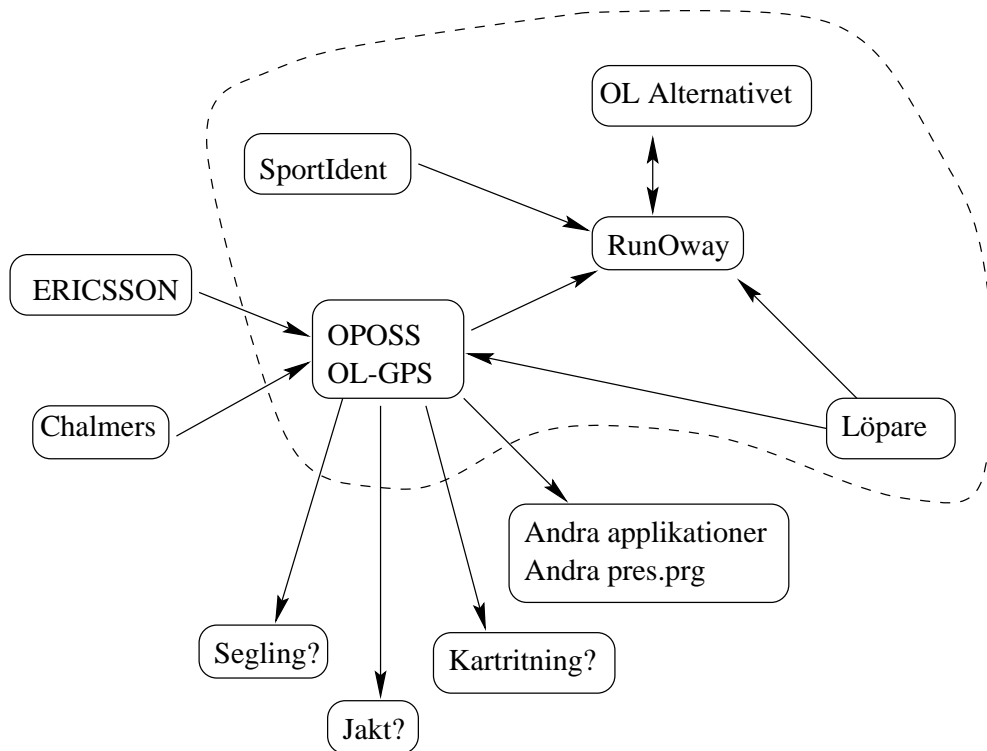 OL Alternativet
SportIdent
RunOway
ERICSSON
OPOSS
OL-GPS
Chalmers
Löpare
Andra applikationer
Andra pres.prg
Segling?
Kartritning?
Jakt?